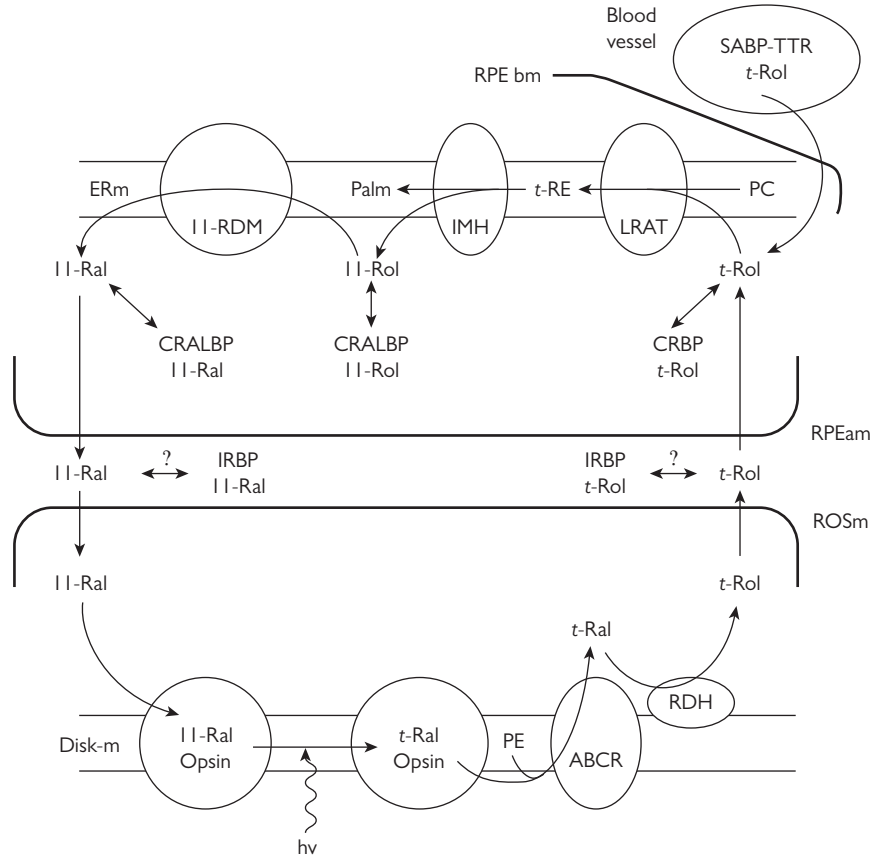 Blood
vessel
SABP-TTR
t-Rol
RPE bm
ERm
11-RDM
Palm
IMH
t-RE
LRAT
PC
11-Ral
11-Rol
t-Rol
CRALBP
11-Ral
CRALBP
11-Rol
CRBP
t-Rol
RPEam
11-Ral
?
IRBP
11-Ral
IRBP
t-Rol
?
t-Rol
ROSm
11-Ral
t-Rol
t-Ral
RDH
Disk-m
11-Ral
Opsin
t-Ral
Opsin
PE
ABCR
hv